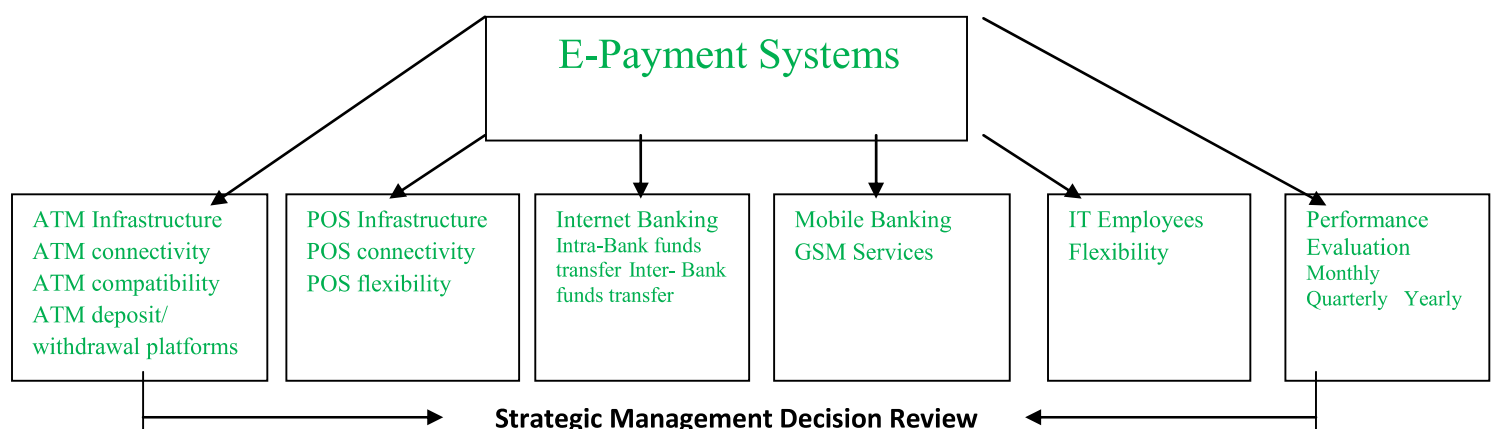 E-Payment Systems
ATM Infrastructure
ATM connectivity
ATM compatibility
ATM deposit/
withdrawal platforms
POS Infrastructure
POS connectivity
POS flexibility
Internet Banking
Intra-Bank funds
transfer Inter- Bank
funds transfer
Mobile Banking
GSM Services
IT Employees
Flexibility
Performance
Evaluation
Monthly
Quarterly Yearly
Strategic Management Decision Review